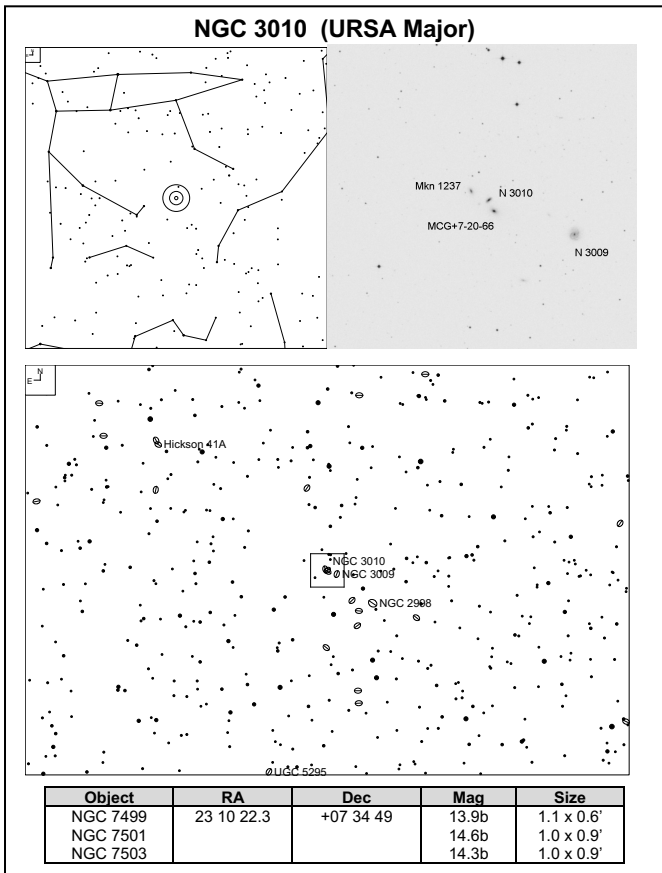 NGC 3010 (URSA Major)
Mkn 1237
N 3010
MCG+7-20-66
N 3009
N
E
Hickson 41A
NGC 3010
NGC 3009
NGC 2998
UGC 5295
Object RA Dec Mag Size
NGC 7499 23 10 22.3 +07 34 49 13.9b 1.1 x 0.6'
NGC 7501 14.6b 1.0 x 0.9'
NGC 7503 14.3b 1.0 x 0.9'